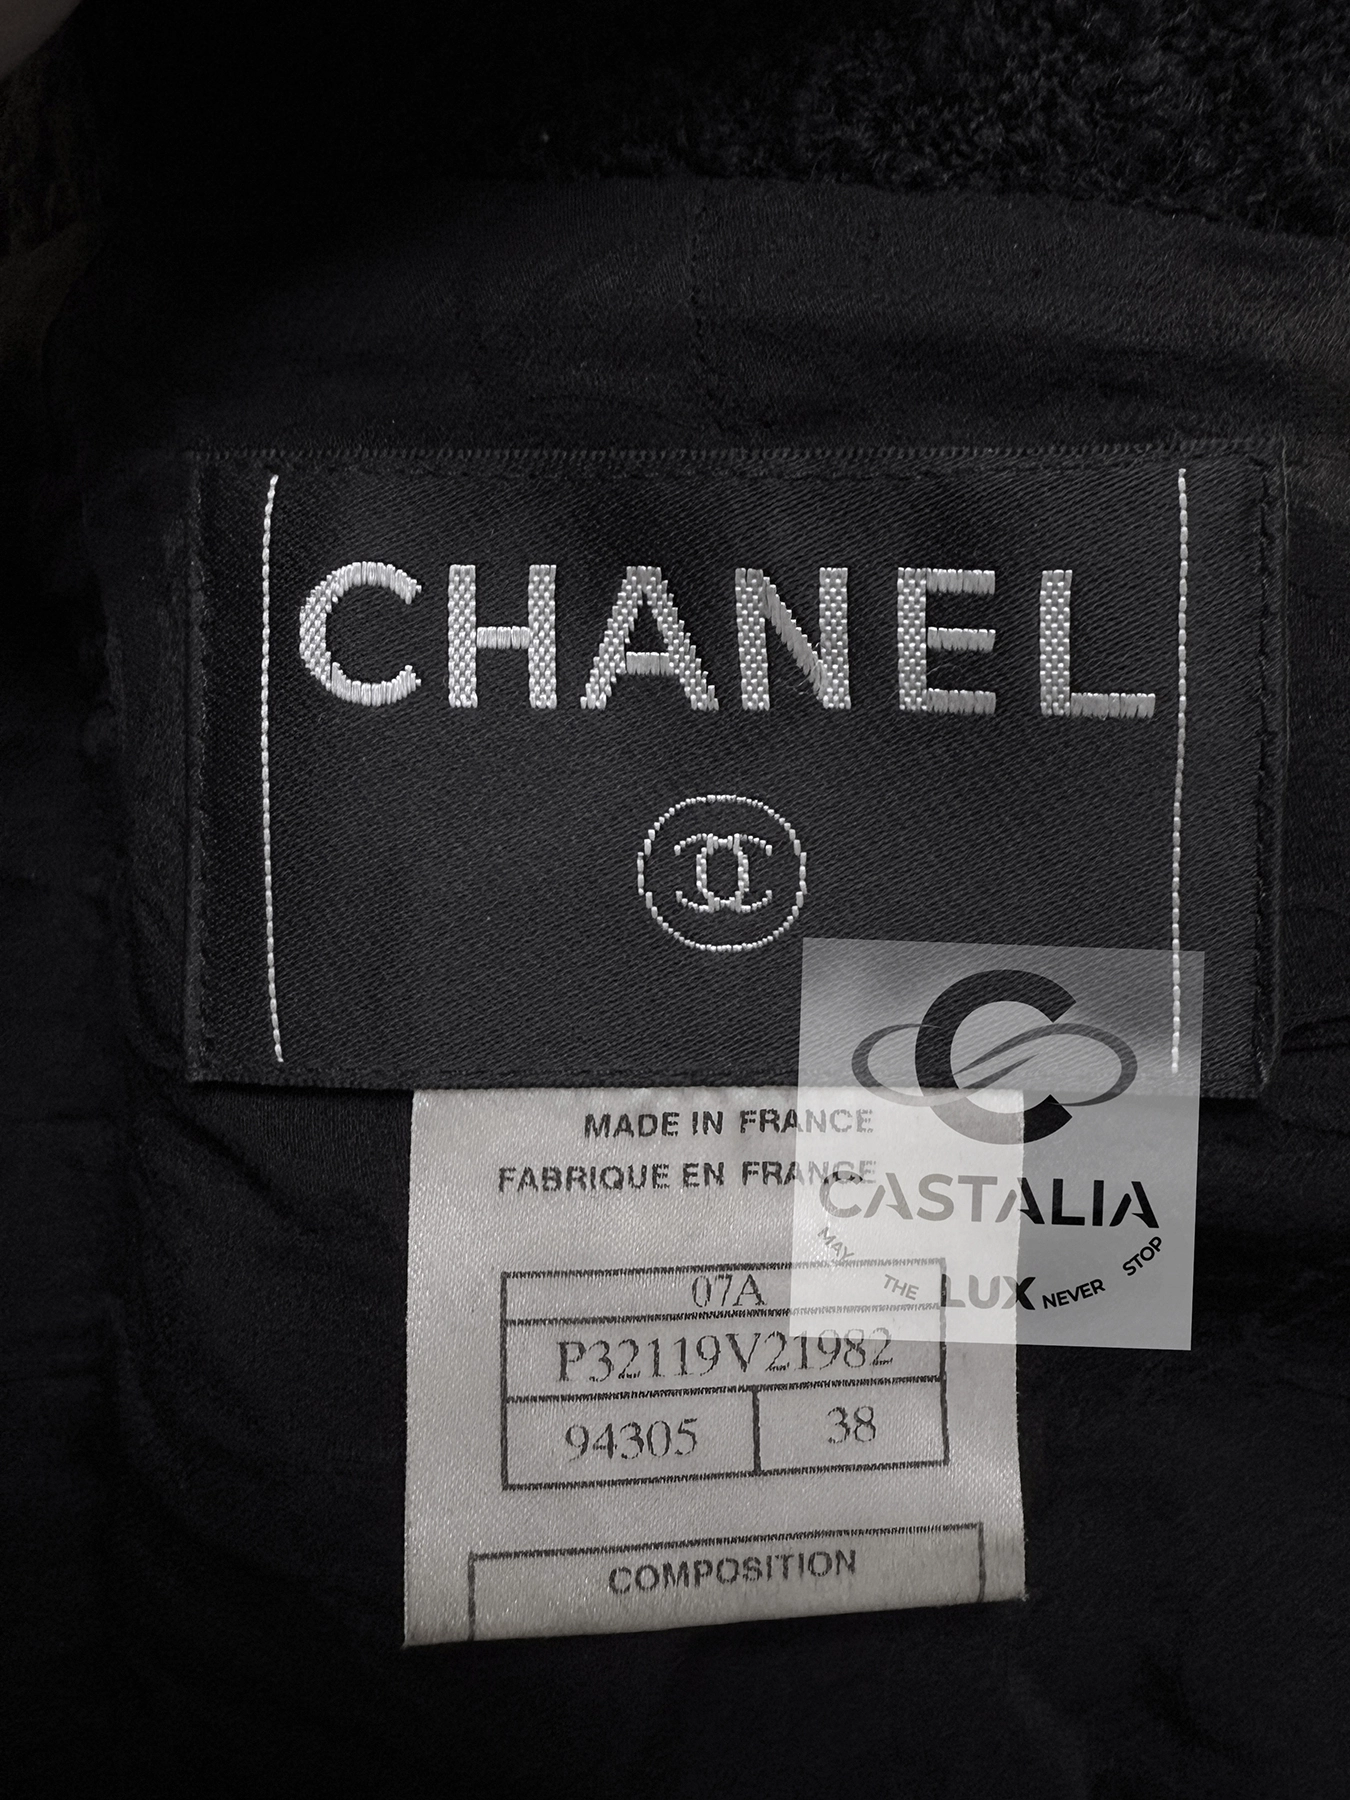 CHANEL
MADE IN FRANCE
FABRIQUE EN FRANCE
CASTALIA
MAY THE LUX NEVER STOP
07A
P32119V21982
94305 38
COMPOSITION